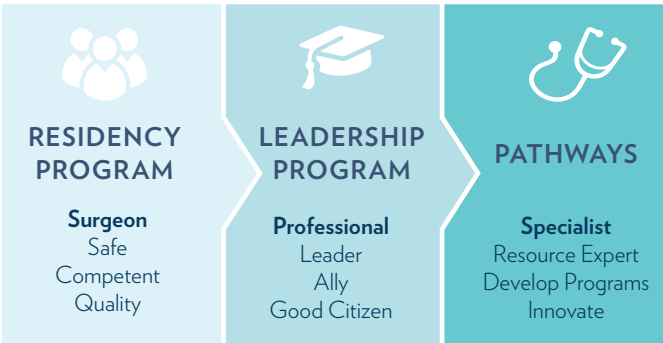 RESIDENCY
PROGRAM
Surgeon
Safe
Competent
Quality
LEADERSHIP
PROGRAM
Professional
Leader
Ally
Good Citizen
PATHWAYS
Specialist
Resource Expert
Develop Programs
Innovate